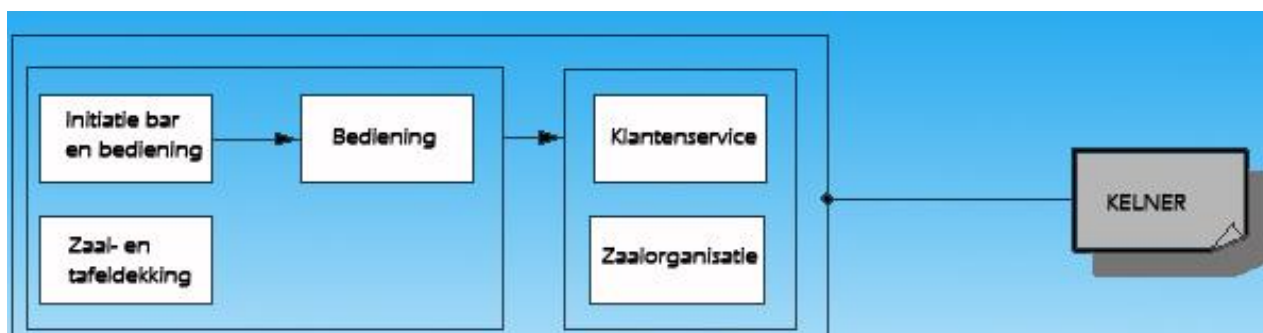 Initiatie bar
en bediening
Bediening
Klantenservice
KELNER
Zaal- en
tafeldekking
Zaalorganisatie